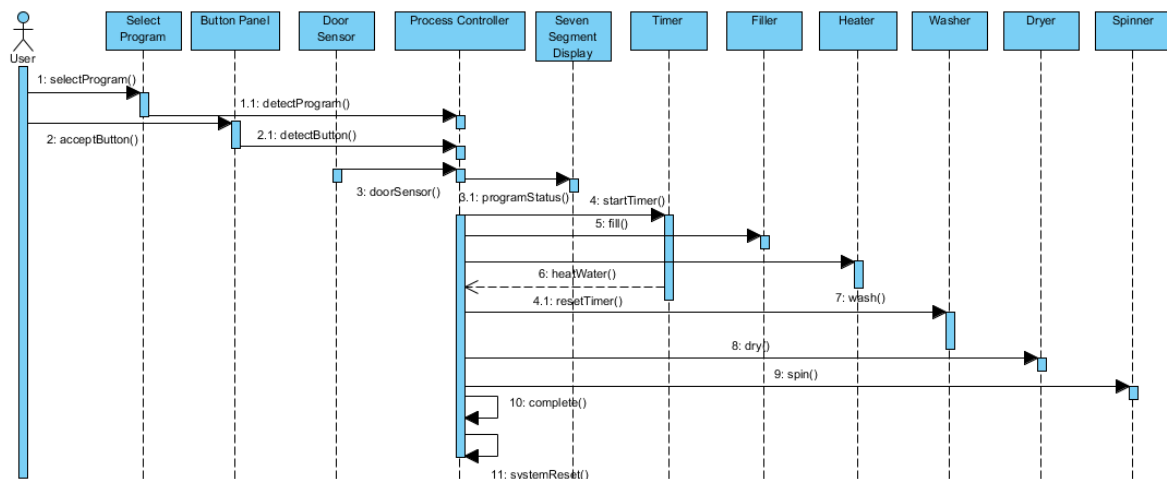 Select
Program
Button Panel
Door
Sensor
Process Controller
Seven
Segment
Display
Timer
Filler
Heater
Washer
Dryer
Spinner
User
1: selectProgram()
1.1: detectProgram()
2: acceptButton()
2.1: detectButton()
3: doorSensor()
3.1: programStatus()
4: startTimer()
5: fill()
6: heatWater()
4.1: resetTimer()
7: wash()
8: dry()
9: spin()
10: complete()
11: systemReset()